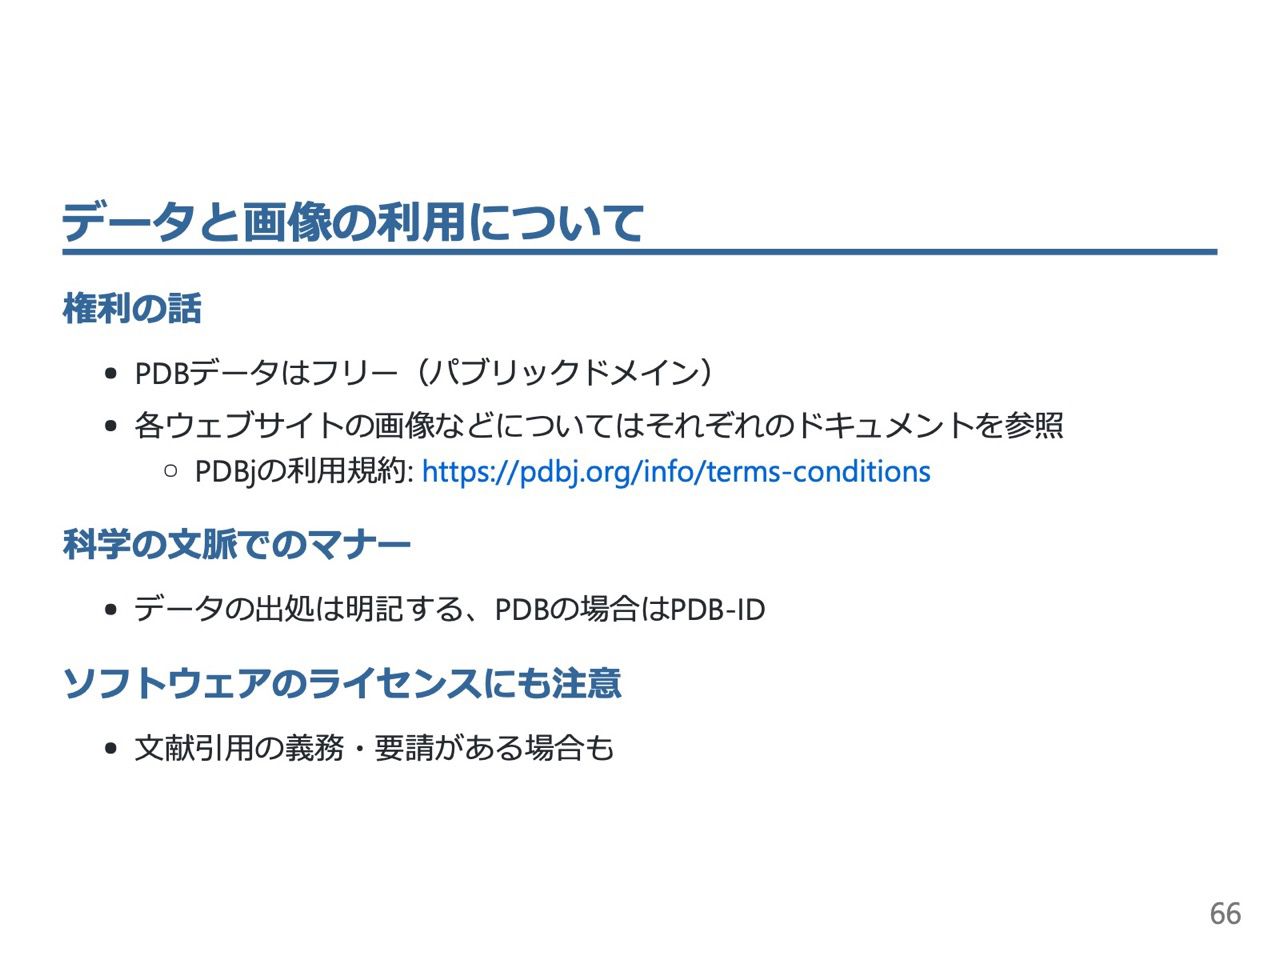 データと画像の利用について
権利の話
• PDBデータはフリー（パブリックドメイン）
• 各ウェブサイトの画像などについてはそれぞれのドキュメントを参照
○ PDBjの利用規約: https://pdbj.org/info/terms-conditions
科学の文脈でのマナー
• データの出処は明記する、PDBの場合はPDB-ID
ソフトウェアのライセンスにも注意
• 文献引用の義務・要請がある場合も
66